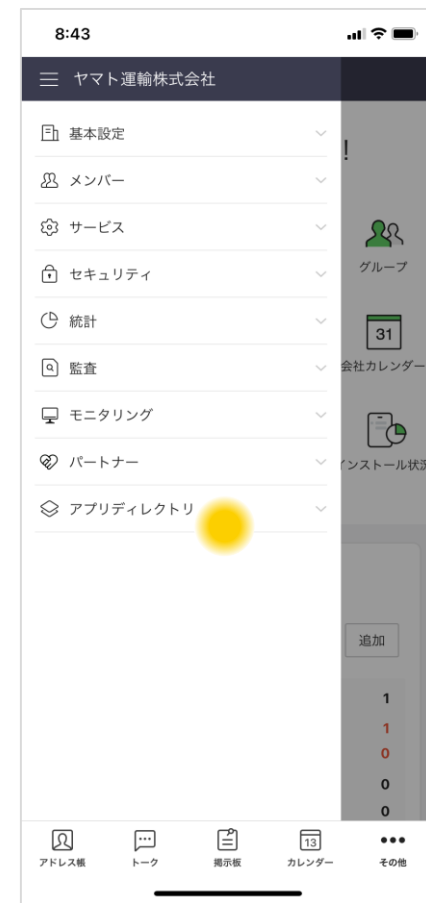 8:43
ヤマト運輸株式会社
基本設定
メンバー
サービス
セキュリティ
統計
監査
モニタリング
パートナー
アプリディレクトリ
!
グループ
31
会社カレンダー
インストール状況
追加
1
1
0
0
0
アドレス帳
トーク
掲示板
13
カレンダー
その他